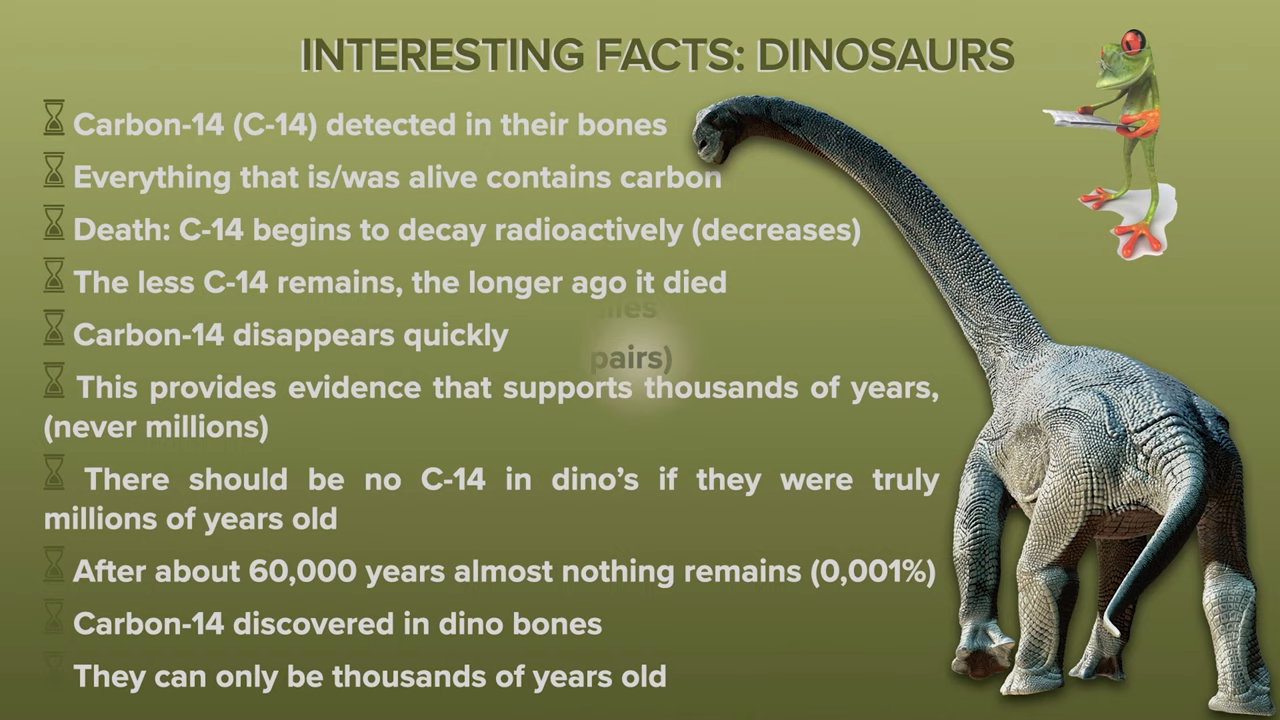 INTERESTING FACTS: DINOSAURS
Carbon-14 (C-14) detected in their bones
Everything that is/was alive contains carbon
Death: C-14 begins to decay radioactively (decreases)
The less C-14 remains, the longer ago it died
Carbon-14 disappears quickly
pairs)
This provides evidence that supports thousands of years,
(never millions)
There should be no C-14 in dino’s if they were truly
millions of years old
After about 60,000 years almost nothing remains (0,001%)
Carbon-14 discovered in dino bones
They can only be thousands of years old